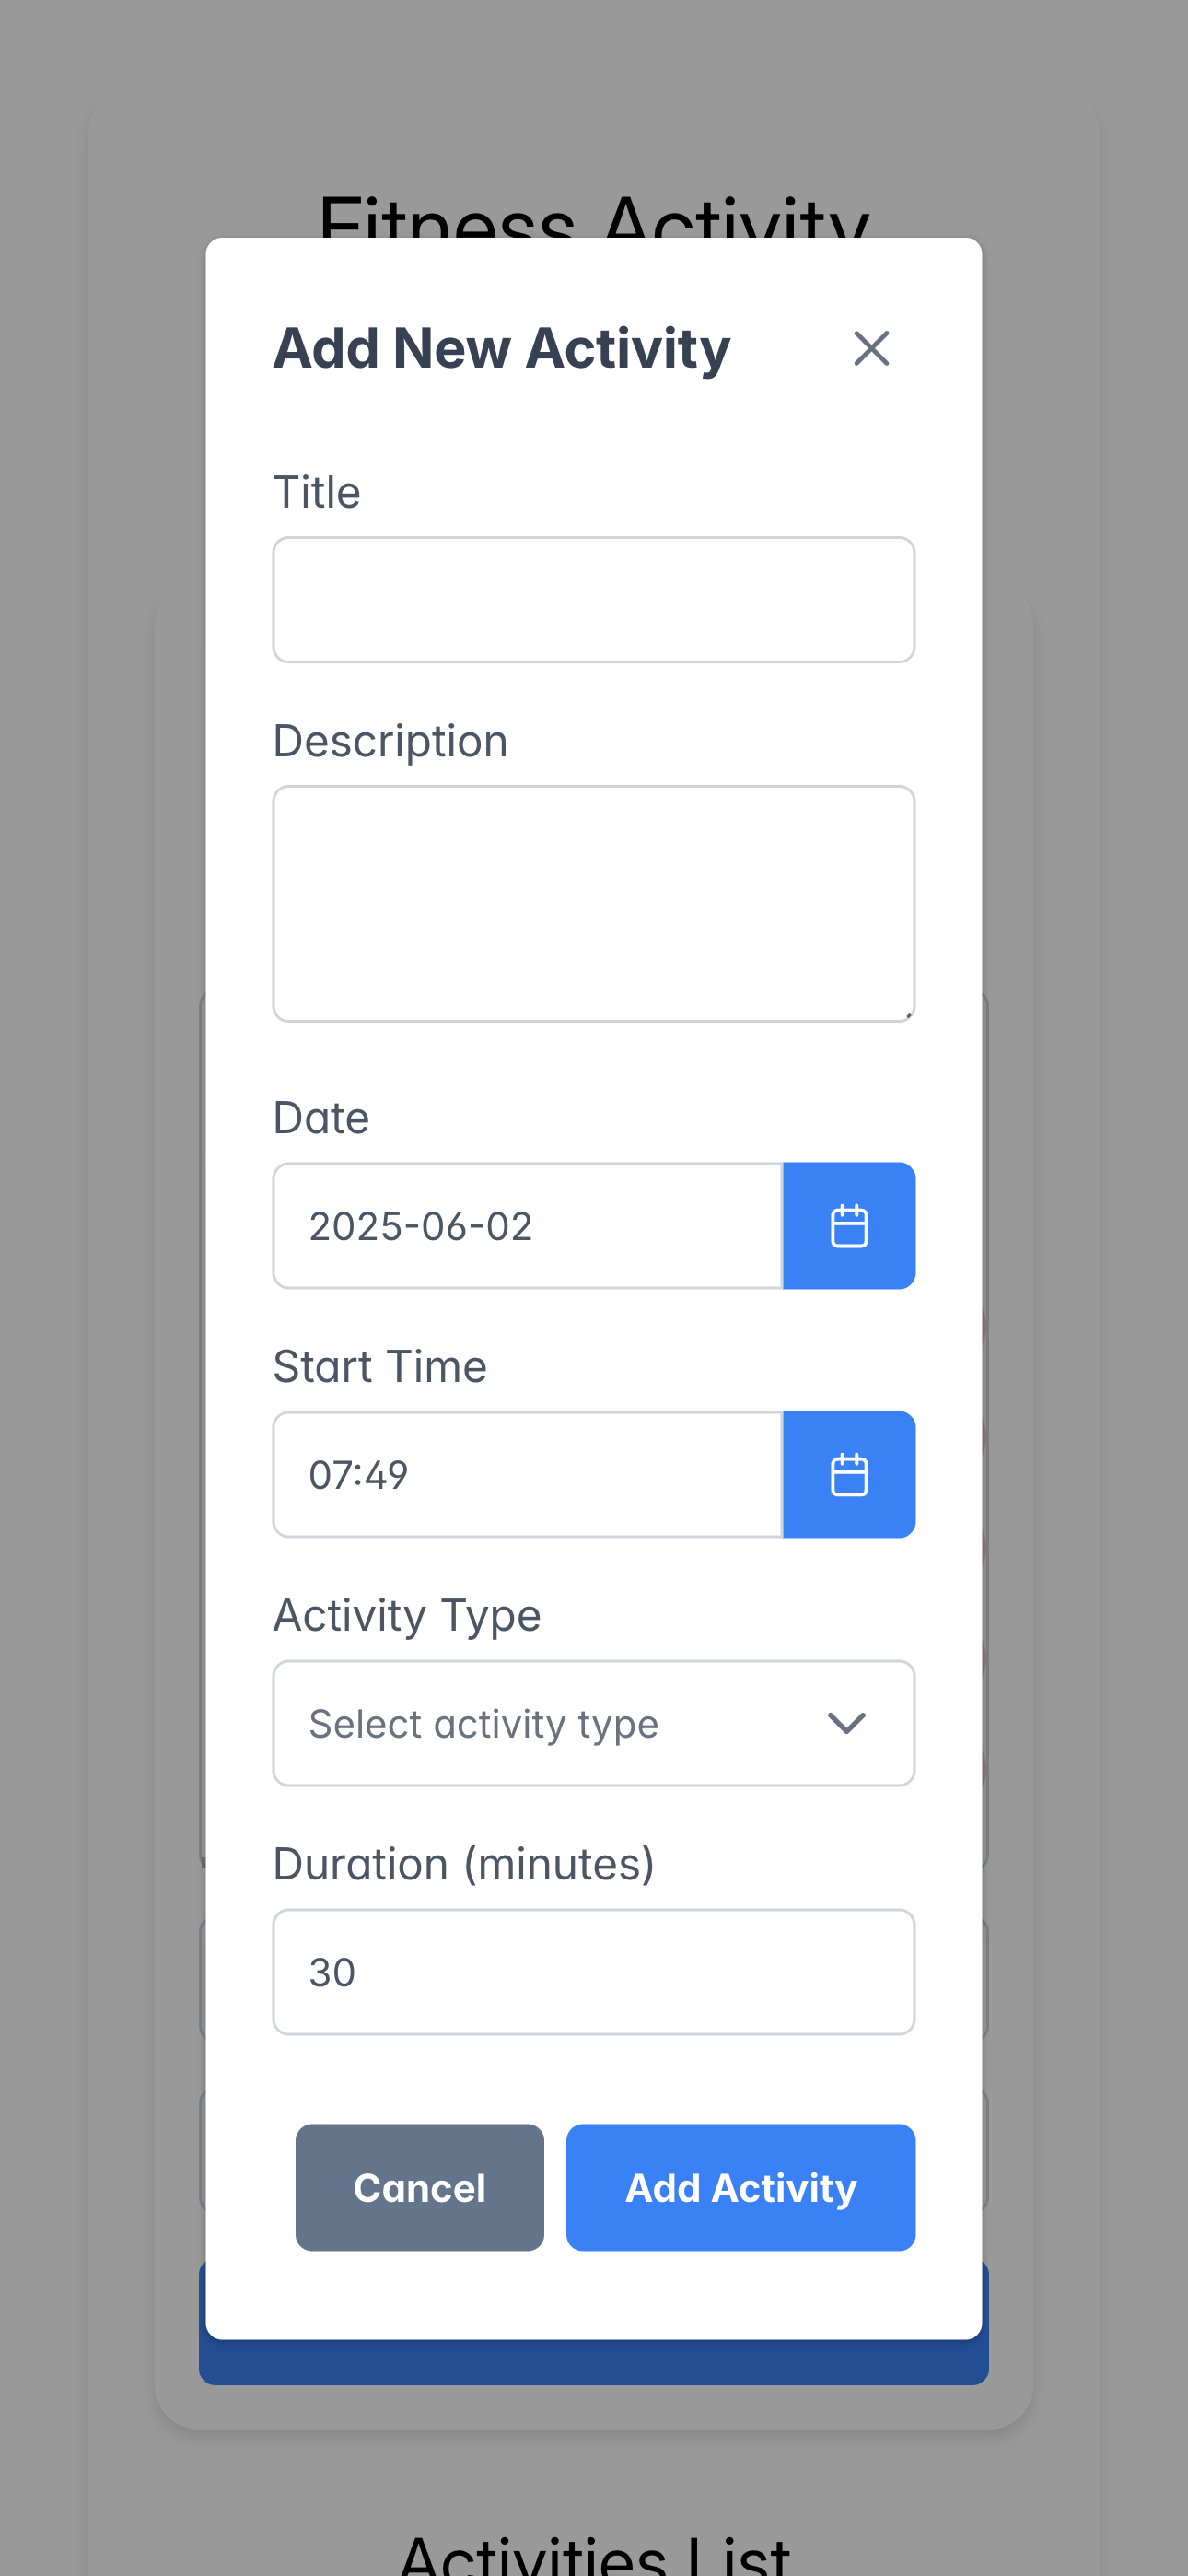 Fitness Activity
Add New Activity
Title
Description
Date
2025-06-02
Start Time
07:49
Activity Type
Select activity type
Duration (minutes)
30
Cancel
Add Activity
Activities List